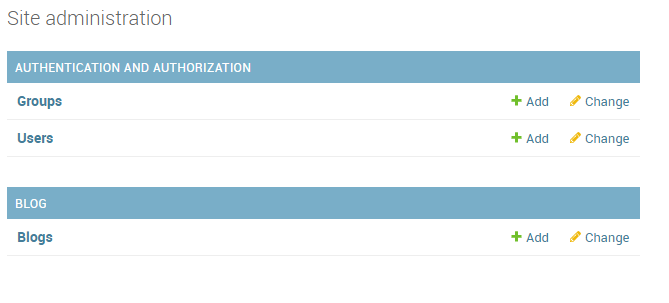 Site administration
AUTHENTICATION AND AUTHORIZATION
Groups Add Change
Users Add Change
BLOG
Blogs Add Change